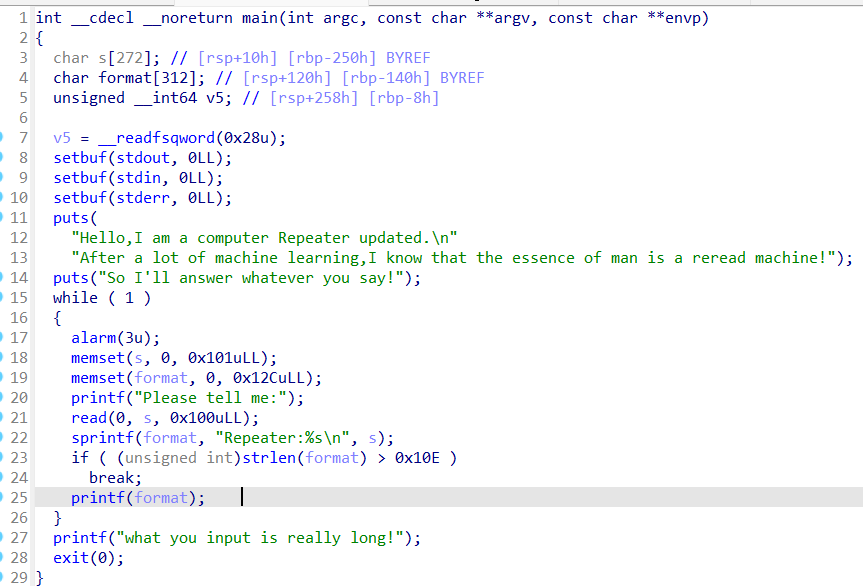 1 int __cdecl __noreturn main(int argc, const char **argv, const char **envp)
2 {
3 char s[272]; // [rsp+10h] [rbp-250h] BYREF
4 char format[312]; // [rsp+120h] [rbp-140h] BYREF
5 unsigned __int64 v5; // [rsp+258h] [rbp-8h]
6
7 v5 = __readfsqword(0x28u);
8 setbuf(stdout, 0LL);
9 setbuf(stdin, 0LL);
10 setbuf(stderr, 0LL);
11 puts(
12 "Hello,I am a computer Repeater updated.\n"
13 "After a lot of machine learning,I know that the essence of man is a reread machine!");
14 puts("So I'll answer whatever you say!");
15 while ( 1 )
16 {
17 alarm(3u);
18 memset(s, 0, 0x101uLL);
19 memset(format, 0, 0x12CuLL);
20 printf("Please tell me:");
21 read(0, s, 0x100uLL);
22 sprintf(format, "Repeater:%s\n", s);
23 if ( (unsigned int)strlen(format) > 0x10E )
24 break;
25 printf(format);
26 }
27 printf("what you input is really long!");
28 exit(0);
29 }